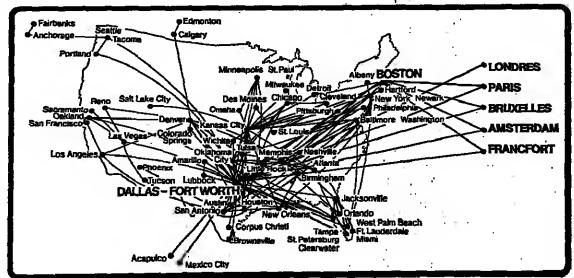 Fairbanks
Anchorage
Edmonton
Calgary
Seattle
Tacoma
Portland
Minneapolis
St. Paul
Milwaukee
Chicago
Detroit
Cleveland
Albany
BOSTON
Hartford
New York
Newark
Philadelphia
Pittsburgh
Baltimore
Washington
LONDRES
PARIS
BRUXELLES
AMSTERDAM
FRANCFORT
Des Moines
Omaha
Salt Lake City
Reno
Sacramento
Oakland
San Francisco
Denver
Kansas City
Colorado
Springs
Wichita
St. Louis
Las Vegas
Los Angeles
Tulsa
Oklahoma
City
Amarillo
Memphis
Nashville
Little Rock
Atlanta
Birmingham
Phoenix
Tucson
Lubbock
DALLAS – FORT WORTH
Austin
Houston
San Antonio
New Orleans
Jacksonville
Orlando
West Palm Beach
Ft. Lauderdale
Miami
Tampa
St. Petersburg
Clearwater
Corpus Christi
Brownsville
Acapulco
Mexico City